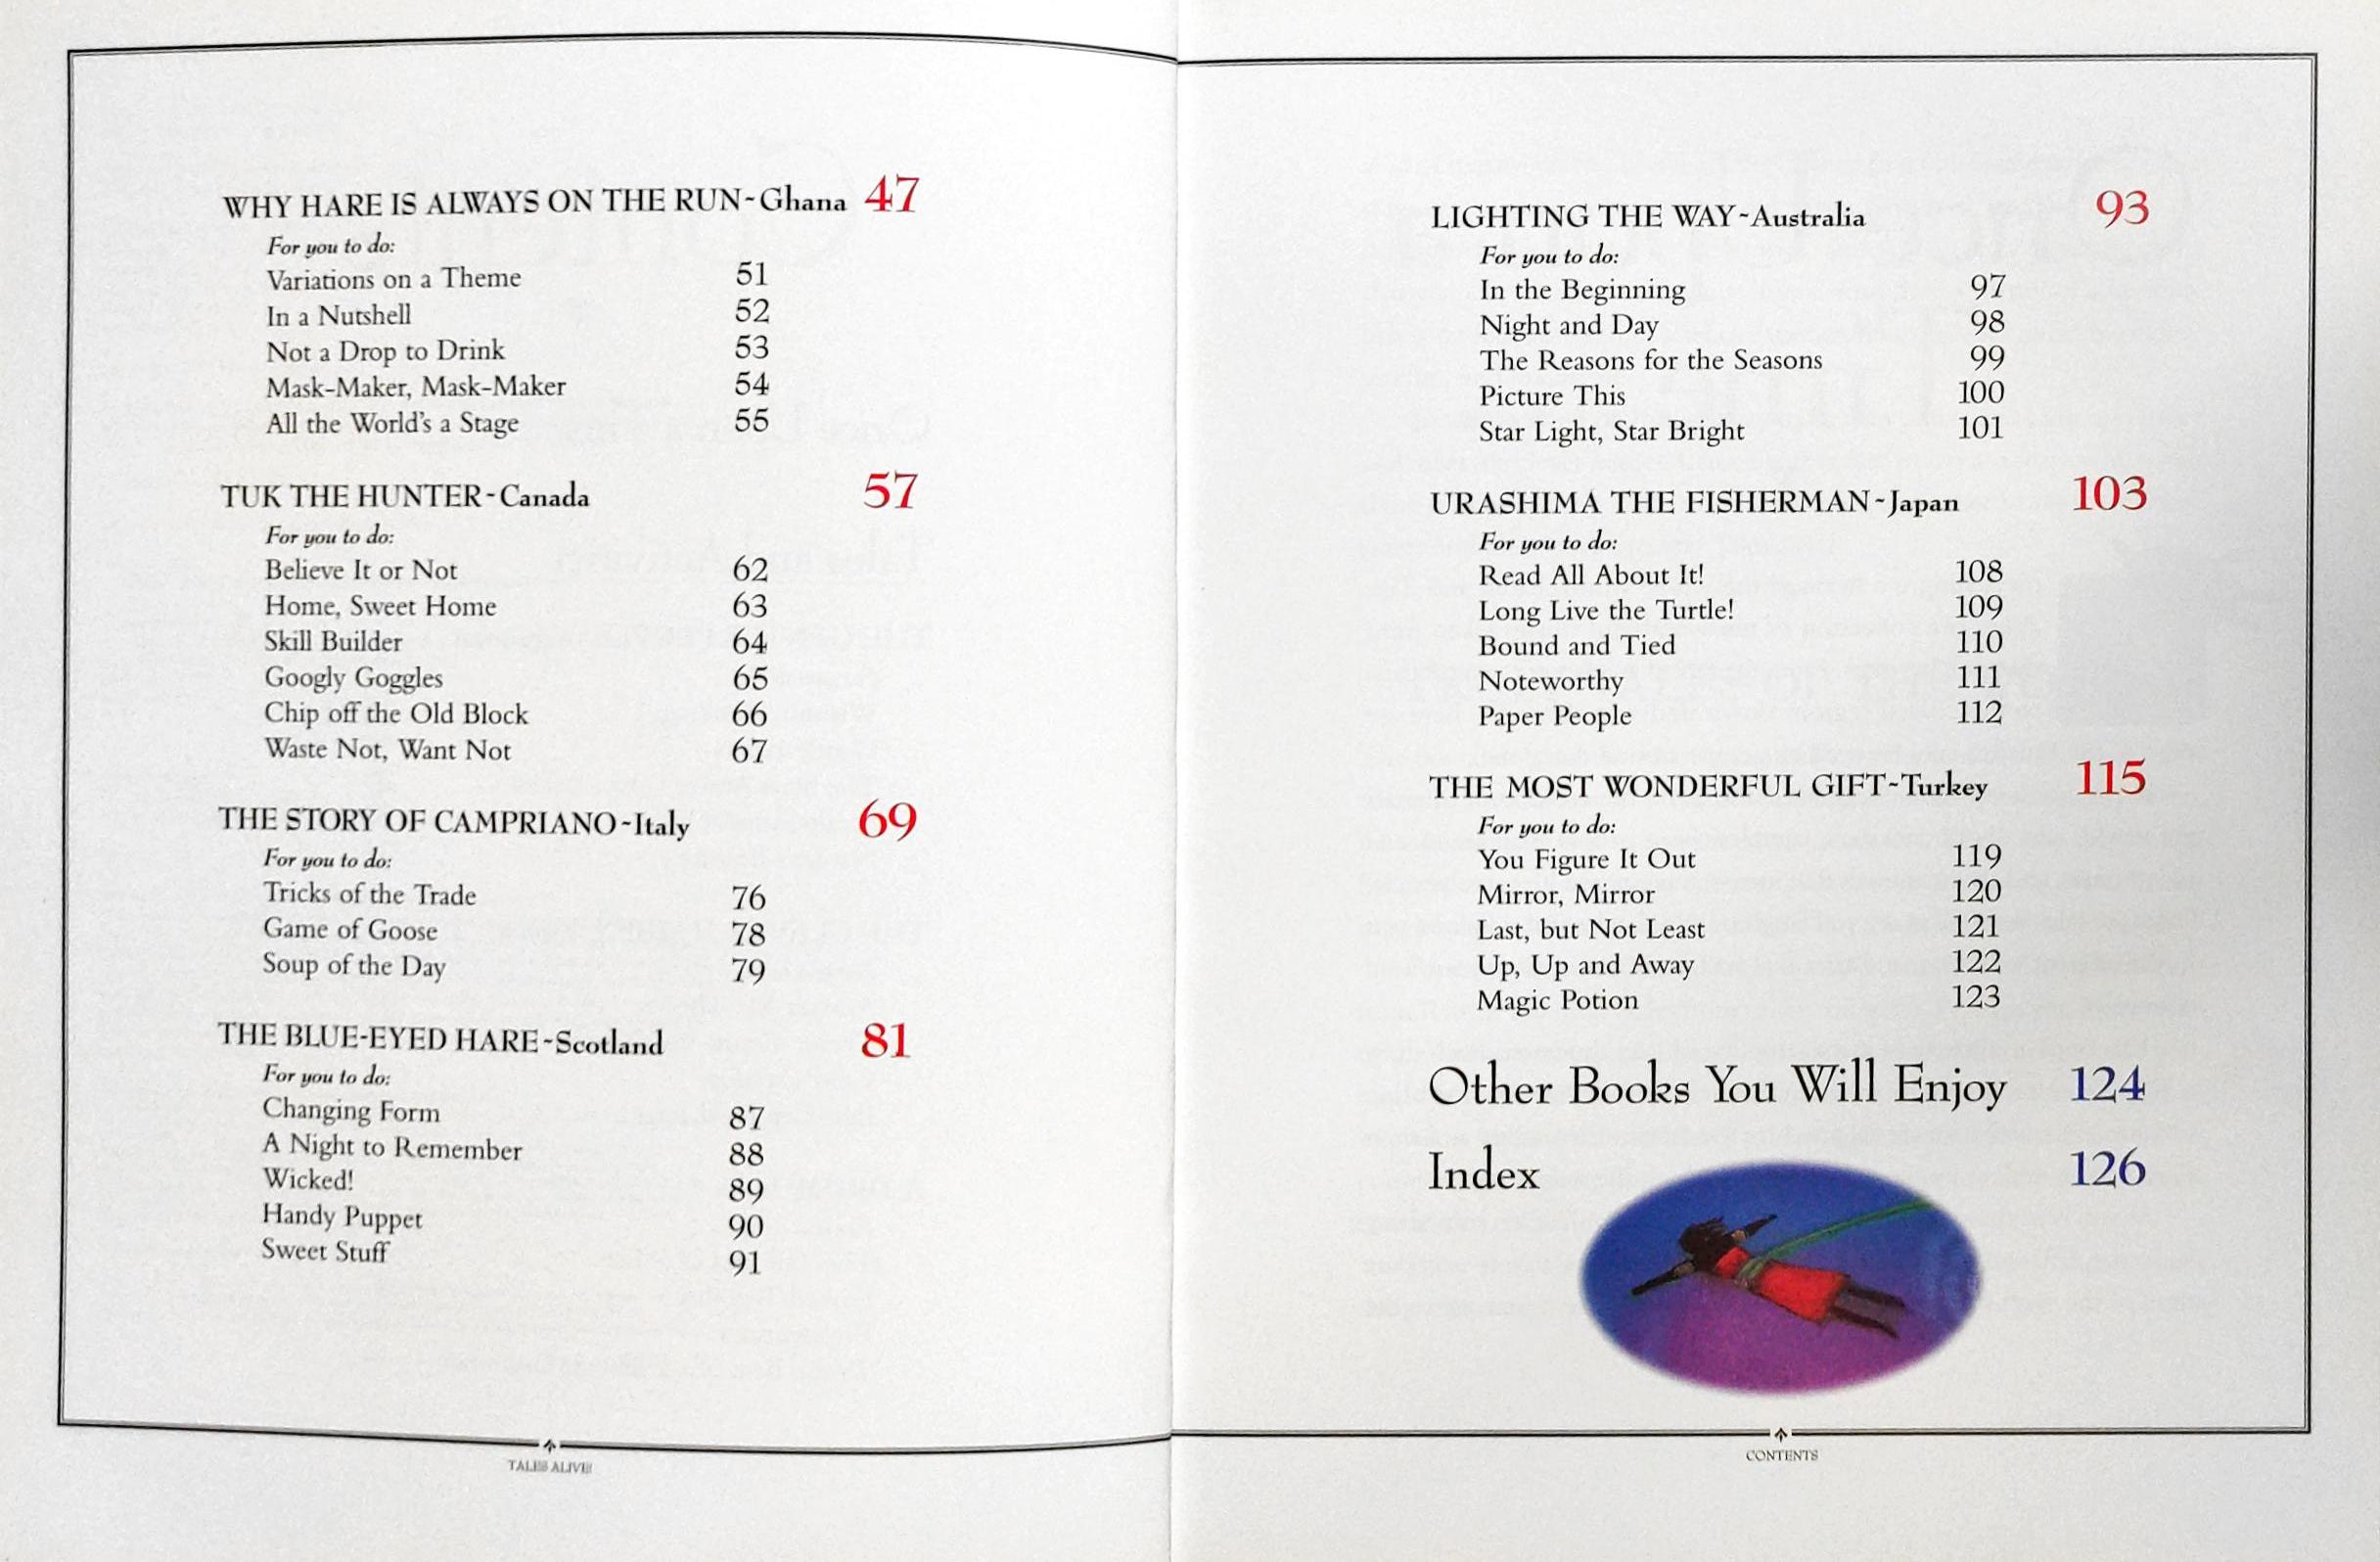 WHY HARE IS ALWAYS ON THE RUN~Ghana 47
For you to do:
Variations on a Theme 51
In a Nutshell 52
Not a Drop to Drink 53
Mask-Maker, Mask-Maker 54
All the World's a Stage 55
TUK THE HUNTER~Canada 57
For you to do:
Believe It or Not 62
Home, Sweet Home 63
Skill Builder 64
Googly Goggles 65
Chip off the Old Block 66
Waste Not, Want Not 67
THE STORY OF CAMPRIANO~Italy 69
For you to do:
Tricks of the Trade 76
Game of Goose 78
Soup of the Day 79
THE BLUE-EYED HARE~Scotland 81
For you to do:
Changing Form 87
A Night to Remember 88
Wicked! 89
Handy Puppet 90
Sweet Stuff 91
TALES ALIVE!
LIGHTING THE WAY~Australia 93
For you to do:
In the Beginning 97
Night and Day 98
The Reasons for the Seasons 99
Picture This 100
Star Light, Star Bright 101
URASHIMA THE FISHERMAN~Japan 103
For you to do:
Read All About It! 108
Long Live the Turtle! 109
Bound and Tied 110
Noteworthy 111
Paper People 112
THE MOST WONDERFUL GIFT~Turkey 115
For you to do:
You Figure It Out 119
Mirror, Mirror 120
Last, but Not Least 121
Up, Up and Away 122
Magic Potion 123
Other Books You Will Enjoy 124
Index 126
CONTENTS